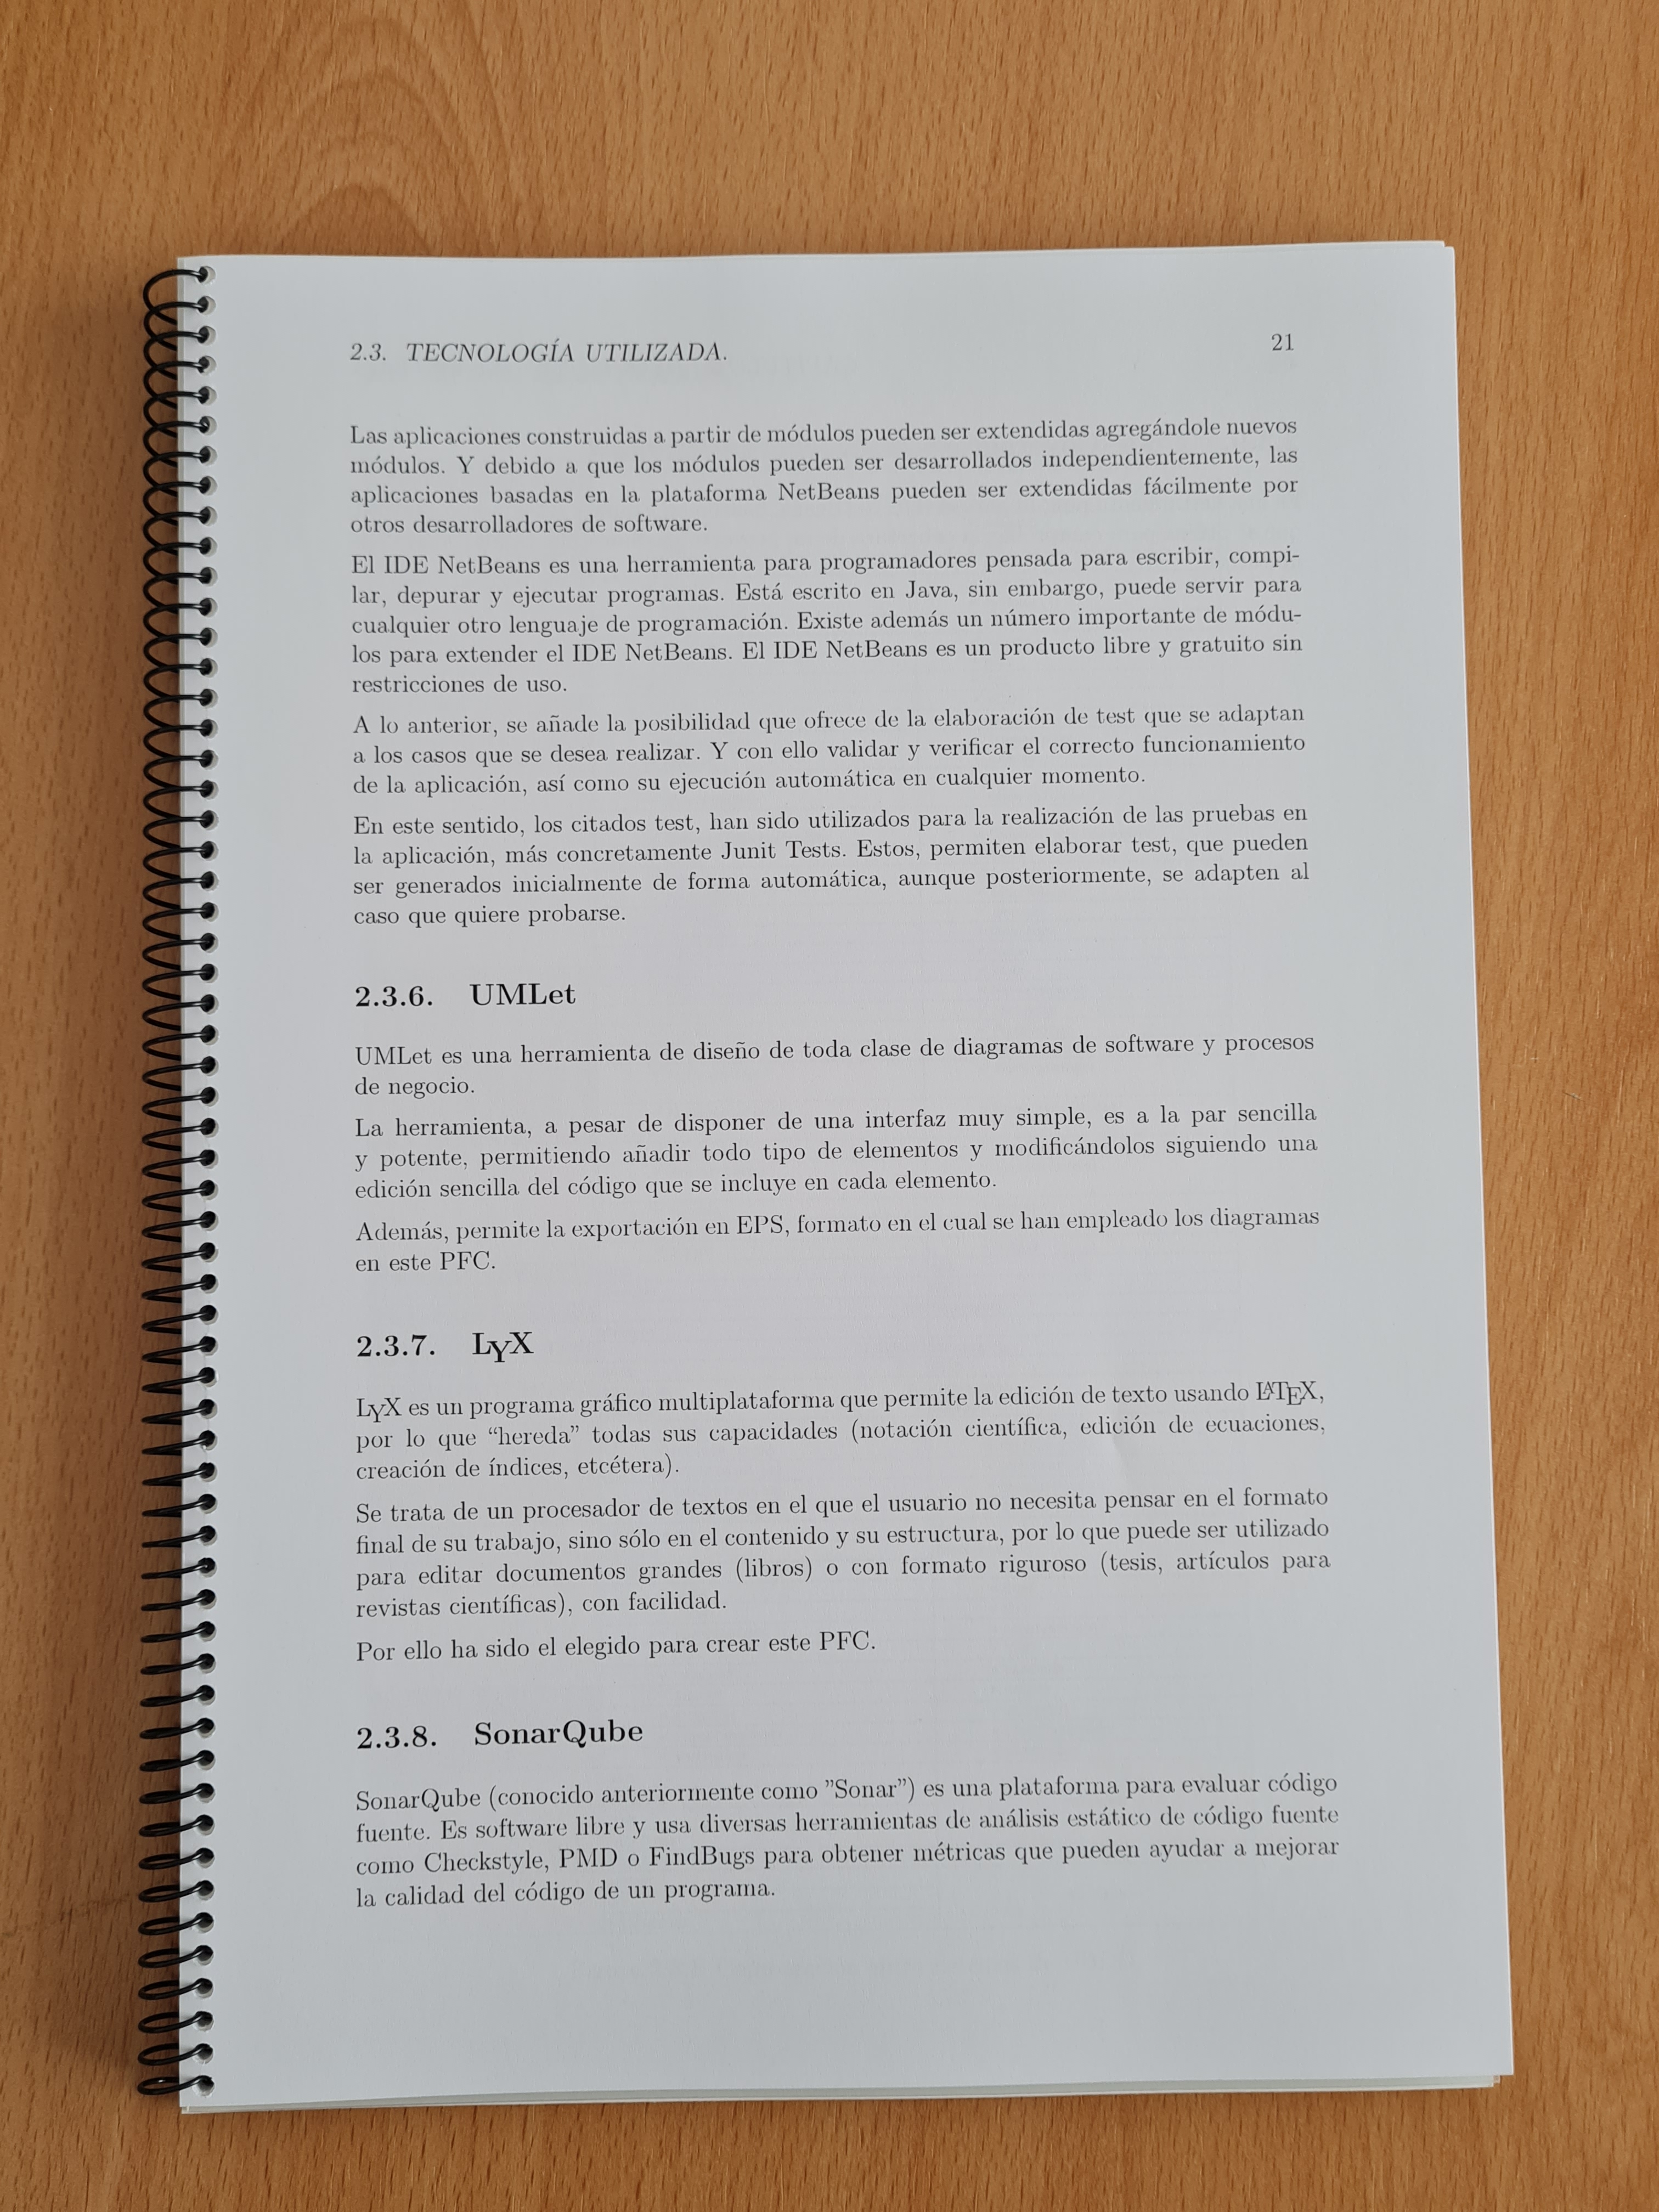 2.3. TECNOLOGÍA UTILIZADA. 21
Las aplicaciones construidas a partir de módulos pueden ser extendidas agregándole nuevos
módulos. Y debido a que los módulos pueden ser desarrollados independientemente, las
aplicaciones basadas en la plataforma NetBeans pueden ser extendidas fácilmente por
otros desarrolladores de software.
El IDE NetBeans es una herramienta para programadores pensada para escribir, compi-
lar, depurar y ejecutar programas. Está escrito en Java, sin embargo, puede servir para
cualquier otro lenguaje de programación. Existe además un número importante de módu-
los para extender el IDE NetBeans. El IDE NetBeans es un producto libre y gratuito sin
restricciones de uso.
A lo anterior, se añade la posibilidad que ofrece de la elaboración de test que se adaptan
a los casos que se desea realizar. Y con ello validar y verificar el correcto funcionamiento
de la aplicación, así como su ejecución automática en cualquier momento.
En este sentido, los citados test, han sido utilizados para la realización de las pruebas en
la aplicación, más concretamente Junit Tests. Estos, permiten elaborar test, que pueden
ser generados inicialmente de forma automática, aunque posteriormente, se adapten al
caso que quiere probarse.
2.3.6. UMLet
UMLet es una herramienta de diseño de toda clase de diagramas de software y procesos
de negocio.
La herramienta, a pesar de disponer de una interfaz muy simple, es a la par sencilla
y potente, permitiendo añadir todo tipo de elementos y modificándolos siguiendo una
edición sencilla del código que se incluye en cada elemento.
Además, permite la exportación en EPS, formato en el cual se han empleado los diagramas
en este PFC.
2.3.7. LYX
LYX es un programa gráfico multiplataforma que permite la edición de texto usando LATEX,
por lo que “hereda” todas sus capacidades (notación científica, edición de ecuaciones,
creación de índices, etcétera).
Se trata de un procesador de textos en el que el usuario no necesita pensar en el formato
final de su trabajo, sino sólo en el contenido y su estructura, por lo que puede ser utilizado
para editar documentos grandes (libros) o con formato riguroso (tesis, artículos para
revistas científicas), con facilidad.
Por ello ha sido el elegido para crear este PFC.
2.3.8. SonarQube
SonarQube (conocido anteriormente como ”Sonar”) es una plataforma para evaluar código
fuente. Es software libre y usa diversas herramientas de análisis estático de código fuente
como Checkstyle, PMD o FindBugs para obtener métricas que pueden ayudar a mejorar
la calidad del código de un programa.